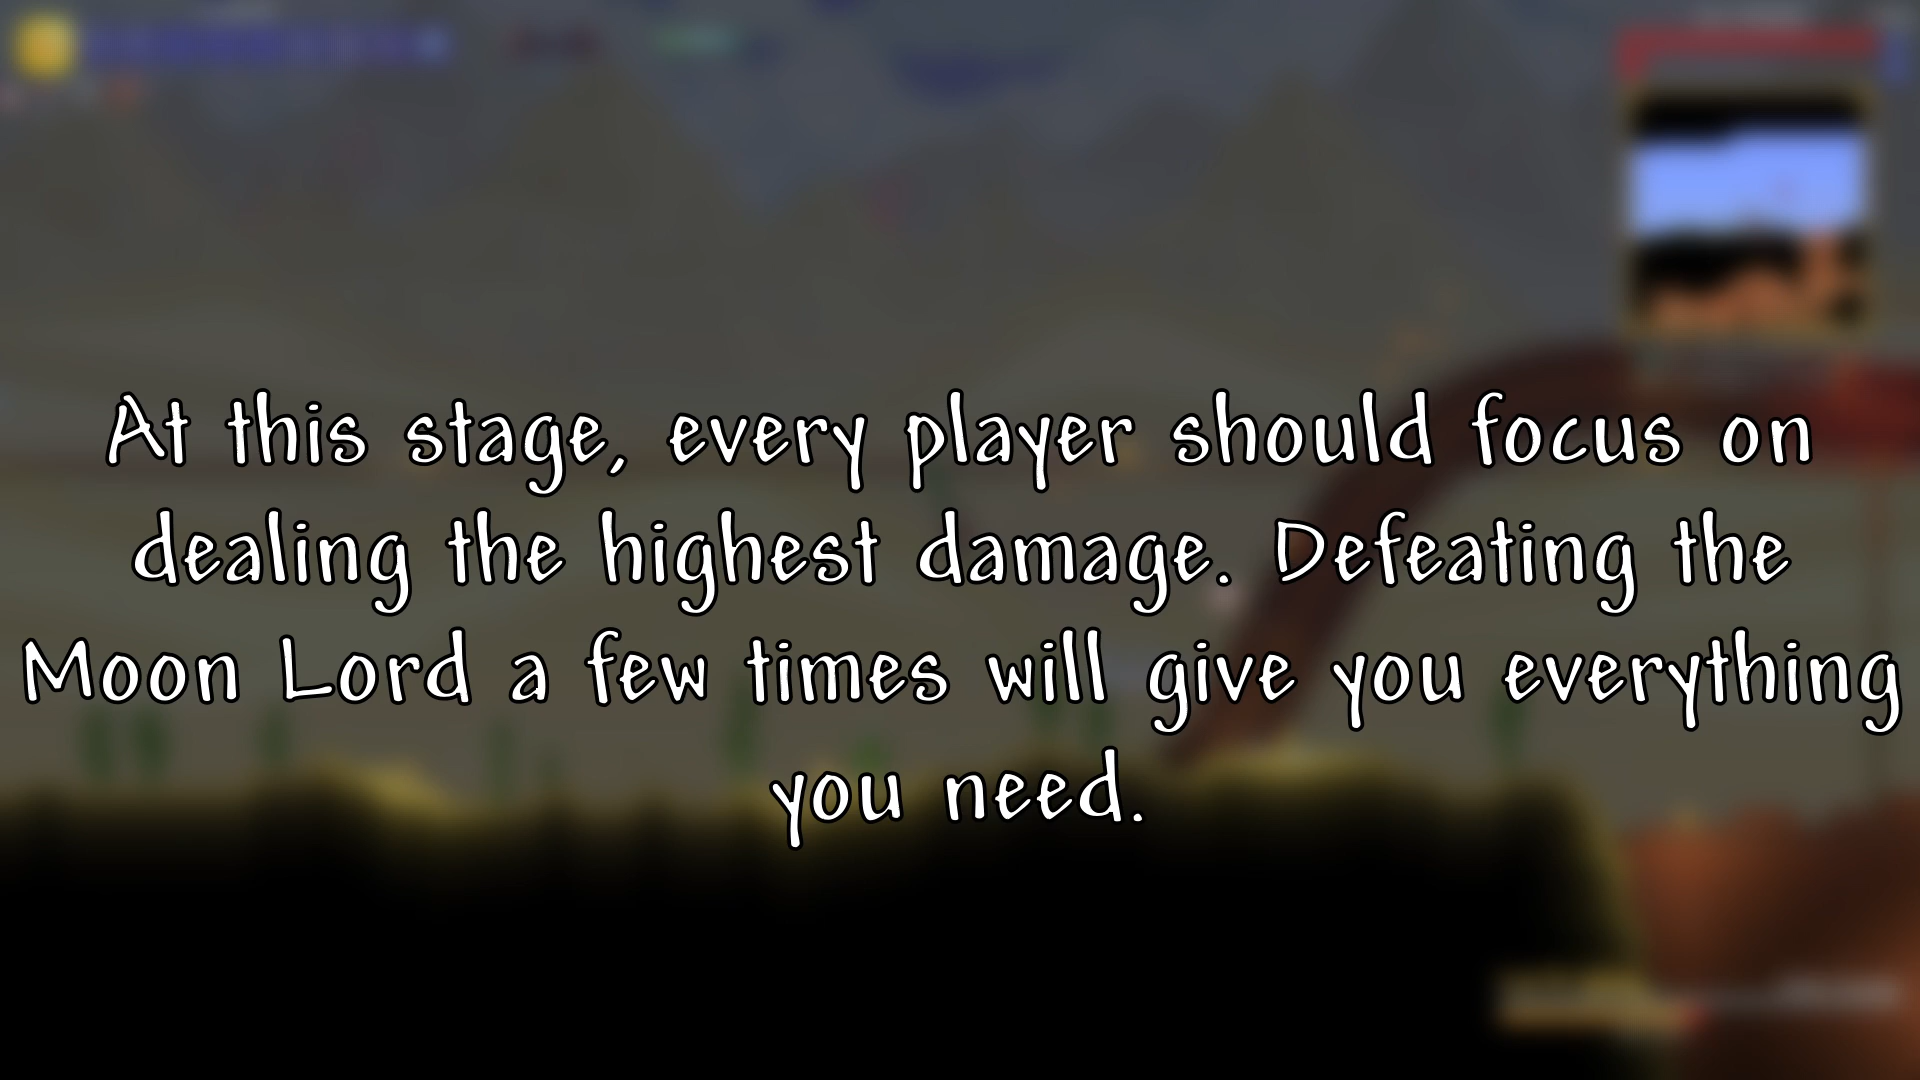 At this stage, every player should focus on
dealing the highest damage. Defeating the
Moon Lord a few times will give you everything
you need.